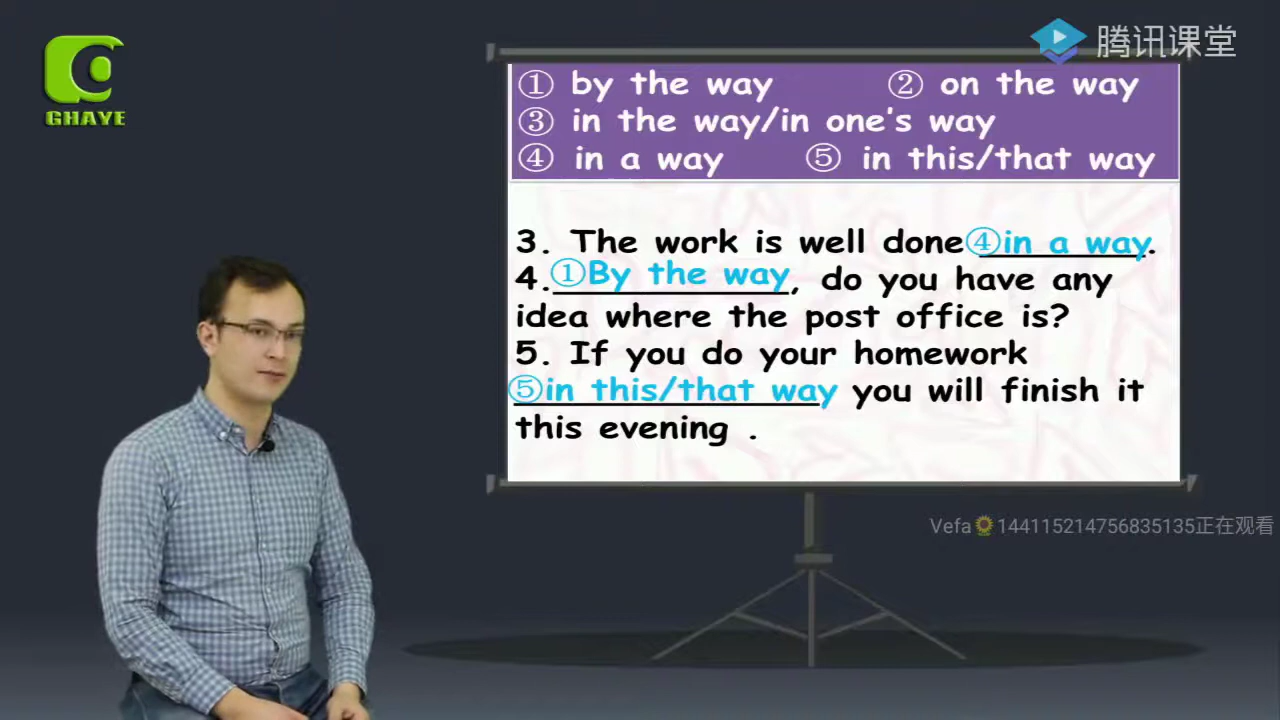 GHAYE
腾讯课堂
① by the way ② on the way
③ in the way/in one's way
④ in a way ⑤ in this/that way
3. The work is well done④in a way.
4.①By the way, do you have any
idea where the post office is?
5. If you do your homework
⑤in this/that way you will finish it
this evening .
Vefa🌻144115214756835135正在观看